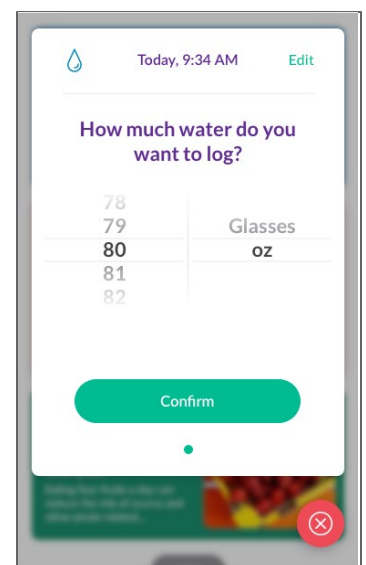 Today, 9:34 AM
Edit
How much water do you
want to log?
78
79
Glasses
80
oz
81
82
Confirm